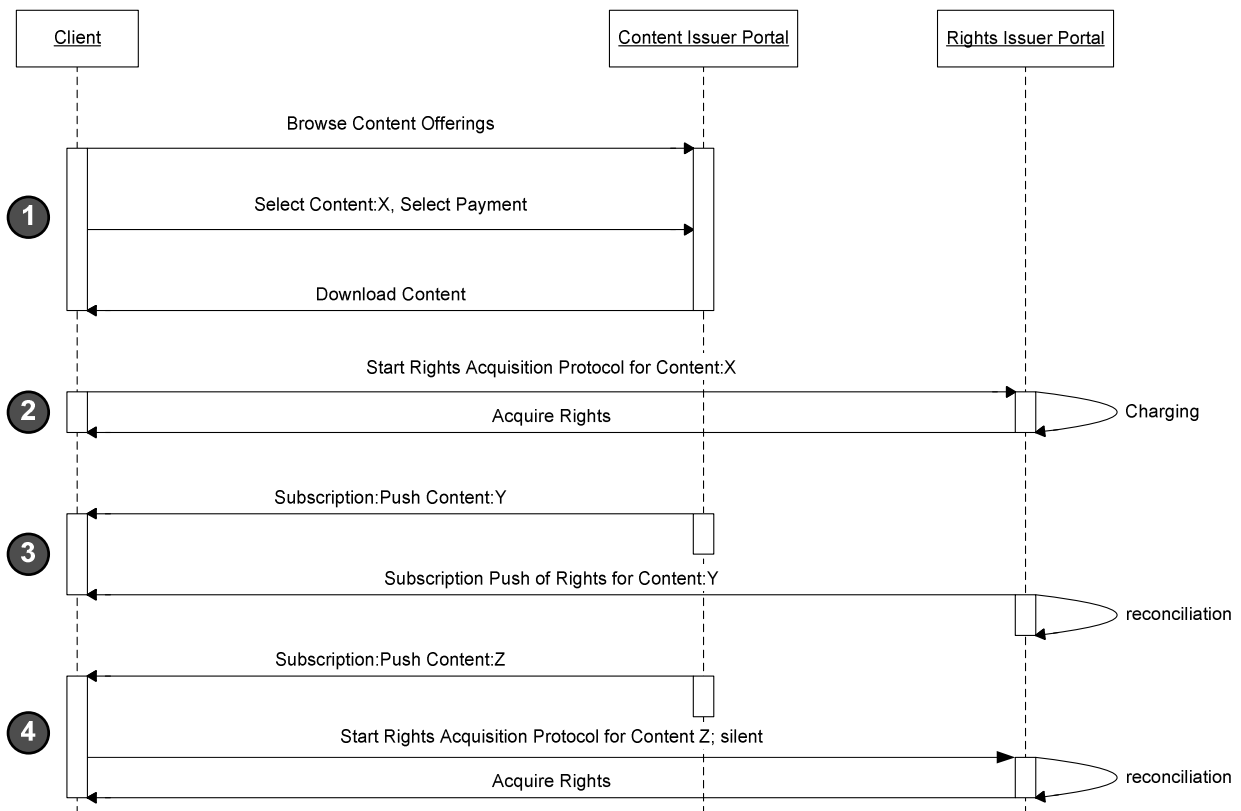 Client
Content Issuer Portal
Rights Issuer Portal
Browse Content Offerings
1
Select Content:X, Select Payment
Download Content
Start Rights Acquisition Protocol for Content:X
2
Acquire Rights
Charging
Subscription:Push Content:Y
3
Subscription Push of Rights for Content:Y
reconciliation
Subscription:Push Content:Z
4
Start Rights Acquisition Protocol for Content Z; silent
Acquire Rights
reconciliation